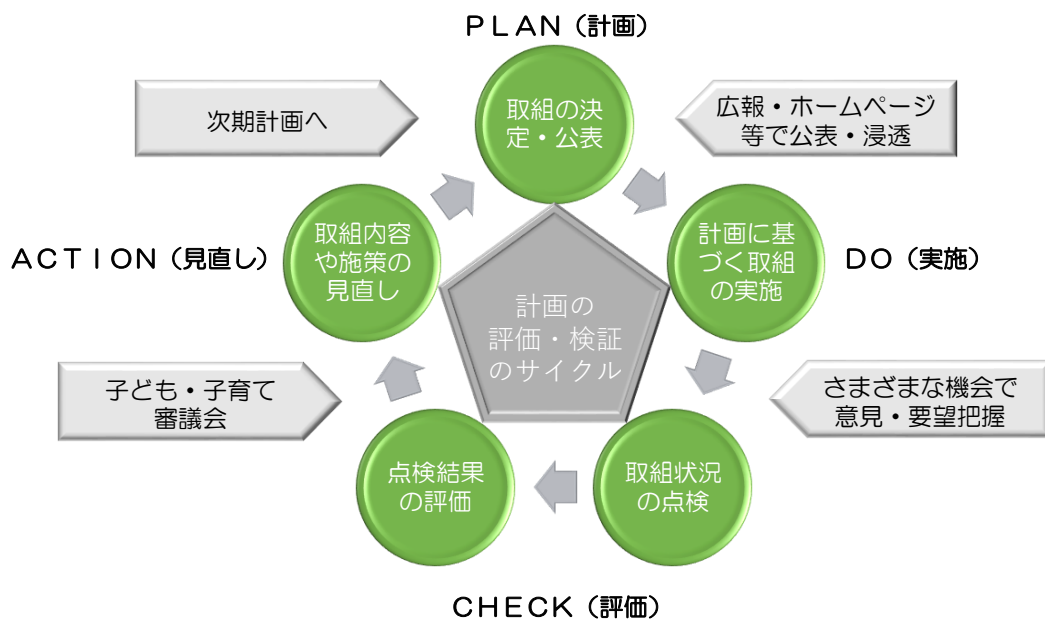 ＰＬＡＮ（計画）
取組の決
定・公表
次期計画へ
広報・ホームページ
等で公表・浸透
取組内容
や施策の
見直し
計画に基
づく取組
の実施
ＡＣＴＩＯＮ（見直し）
ＤＯ（実施）
計画の
評価・検証
のサイクル
子ども・子育て
審議会
さまざまな機会で
意見・要望把握
点検結果
の評価
取組状況
の点検
ＣＨＥＣＫ（評価）